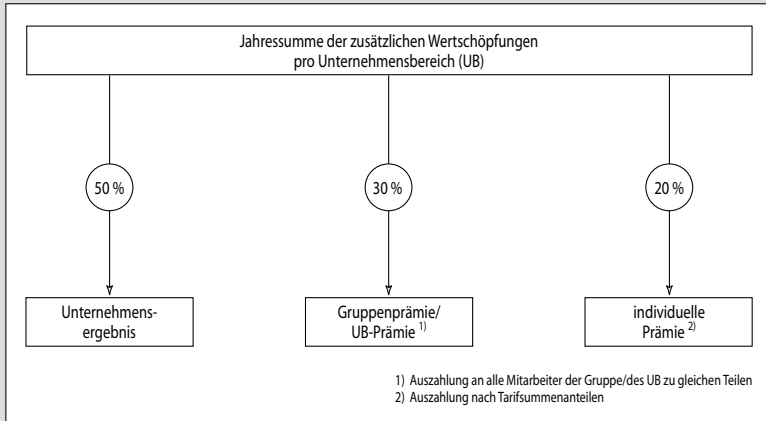 Jahressumme der zusätzlichen Wertschöpfungen
pro Unternehmensbereich (UB)
50 %
30 %
20 %
Unternehmens-
ergebnis
Gruppenprämie/
UB-Prämie 1)
individuelle
Prämie 2)
1) Auszahlung an alle Mitarbeiter der Gruppe/des UB zu gleichen Teilen
2) Auszahlung nach Tarifsummenanteilen